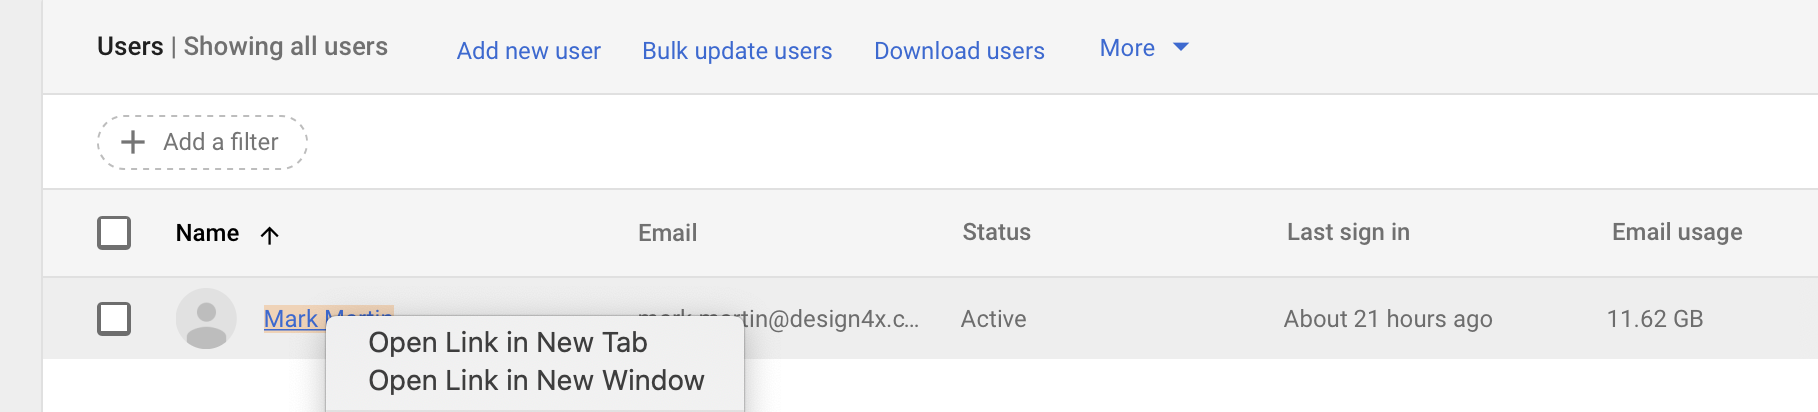 Users | Showing all users Add new user Bulk update users Download users More
Add a filter
Name Email Status Last sign in Email usage
Mark Active About 21 hours ago 11.62 GB
Open Link in New Tab
Open Link in New Window